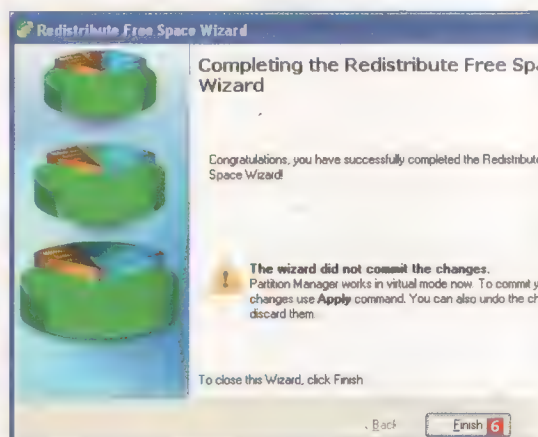 Redistribute Free Space Wizard
Completing the Redistribute Free Spa
Wizard
Congratulations, you have successfully completed the Redistribute
Space Wizard!
The wizard did not commit the changes.
Partition Manager works in virtual mode now. To commit y
changes use Apply command. You can also undo the ch
discard them.
To close this Wizard, click Finish
Back
Finish 6